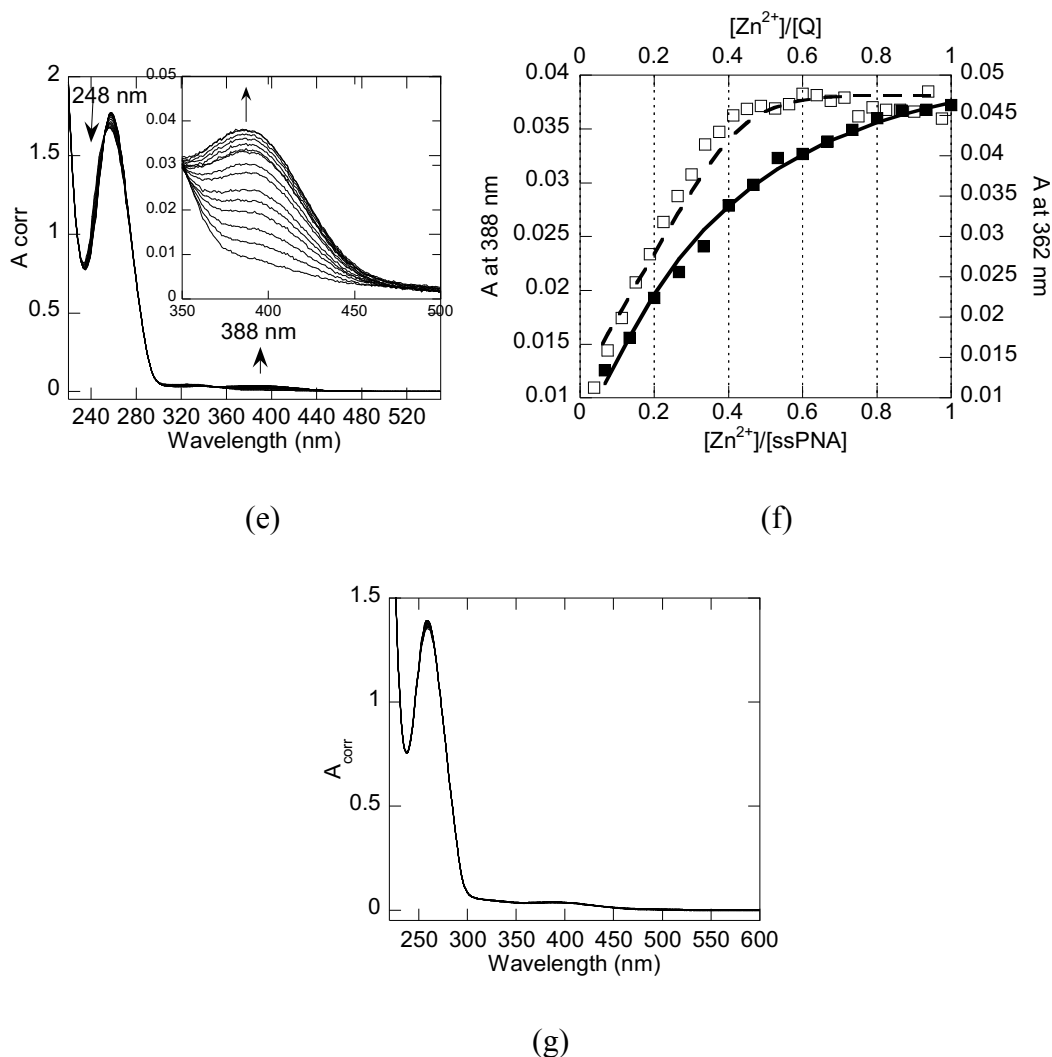 2
1.5
1
0.5
0
A corr
248 nm
388 nm
240 280 320 360 400 440 480 520
Wavelength (nm)
0.05
0.04
0.03
0.02
0.01
0
350 400 450 500
(e)
[Zn²⁺]/[Q]
0 0.2 0.4 0.6 0.8 1
0.04
0.035
0.03
0.025
0.02
0.015
0.01
A at 388 nm
0.05
0.045
0.04
0.035
0.03
0.025
0.02
0.015
0.01
A at 362 nm
0 0.2 0.4 0.6 0.8 1
[Zn²⁺]/[ssPNA]
(f)
1.5
1
0.5
0
A corr
250 300 350 400 450 500 550 600
Wavelength (nm)
(g)